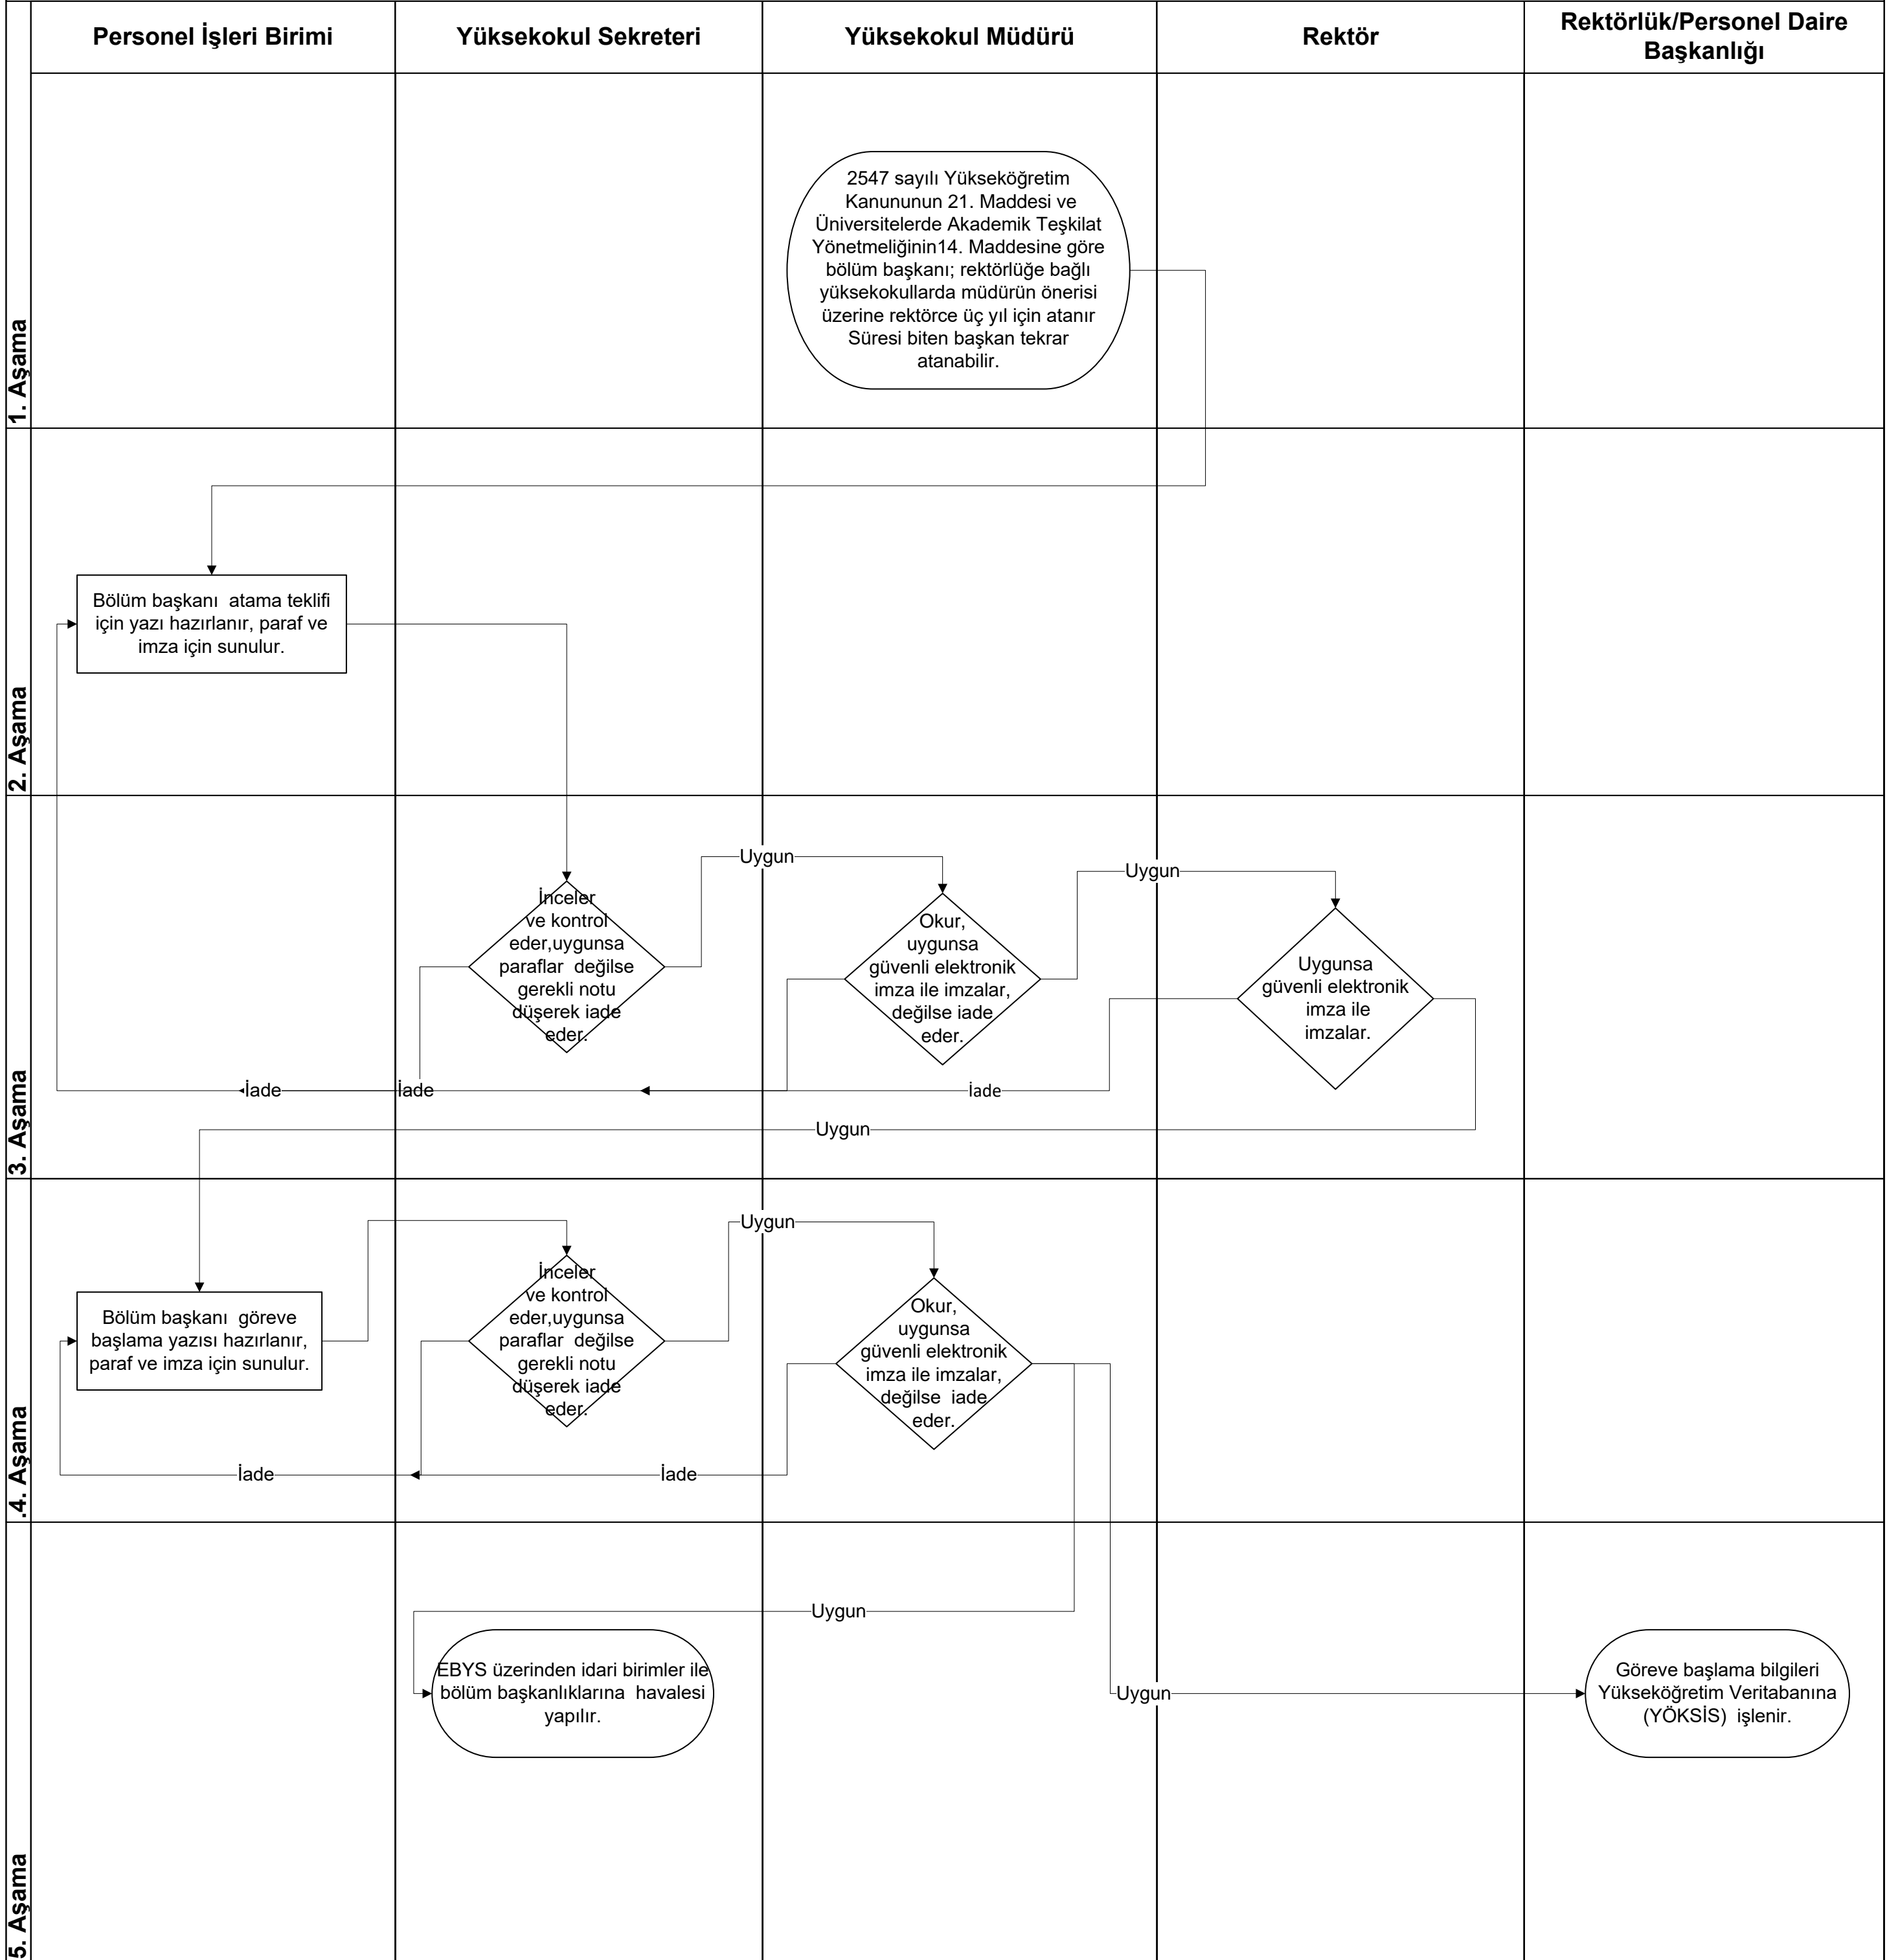 Personel İşleri Birimi
Yüksekokul Sekreteri
Yüksekokul Müdürü
Rektör
Rektörlük/Personel Daire
Başkanlığı
1. Aşama
2547 sayılı Yükseköğretim
Kanununun 21. Maddesi ve
Üniversitelerde Akademik Teşkilat
Yönetmeliğinin14. Maddesine göre
bölüm başkanı; rektörlüğe bağlı
yüksekokullarda müdürün önerisi
üzerine rektörce üç yıl için atanır
Süresi biten başkan tekrar
atanabilir.
2. Aşama
Bölüm başkanı  atama teklifi
için yazı hazırlanır, paraf ve
imza için sunulur.
3. Aşama
İnceler
ve kontrol
eder,uygunsa
paraflar  değilse
gerekli notu
düşerek iade
eder.
Uygun
Okur,
uygunsa
güvenli elektronik
imza ile imzalar,
değilse iade
eder.
Uygun
Uygunsa
güvenli elektronik
imza ile
imzalar.
İade
İade
İade
Uygun
.4. Aşama
Bölüm başkanı  göreve
başlama yazısı hazırlanır,
paraf ve imza için sunulur.
İnceler
ve kontrol
eder,uygunsa
paraflar  değilse
gerekli notu
düşerek iade
eder.
Uygun
Okur,
uygunsa
güvenli elektronik
imza ile imzalar,
değilse  iade
eder.
İade
İade
5. Aşama
Uygun
EBYS üzerinden idari birimler ile
bölüm başkanlıklarına  havalesi
yapılır.
Uygun
Göreve başlama bilgileri
Yükseköğretim Veritabanına
(YÖKSİS)  işlenir.